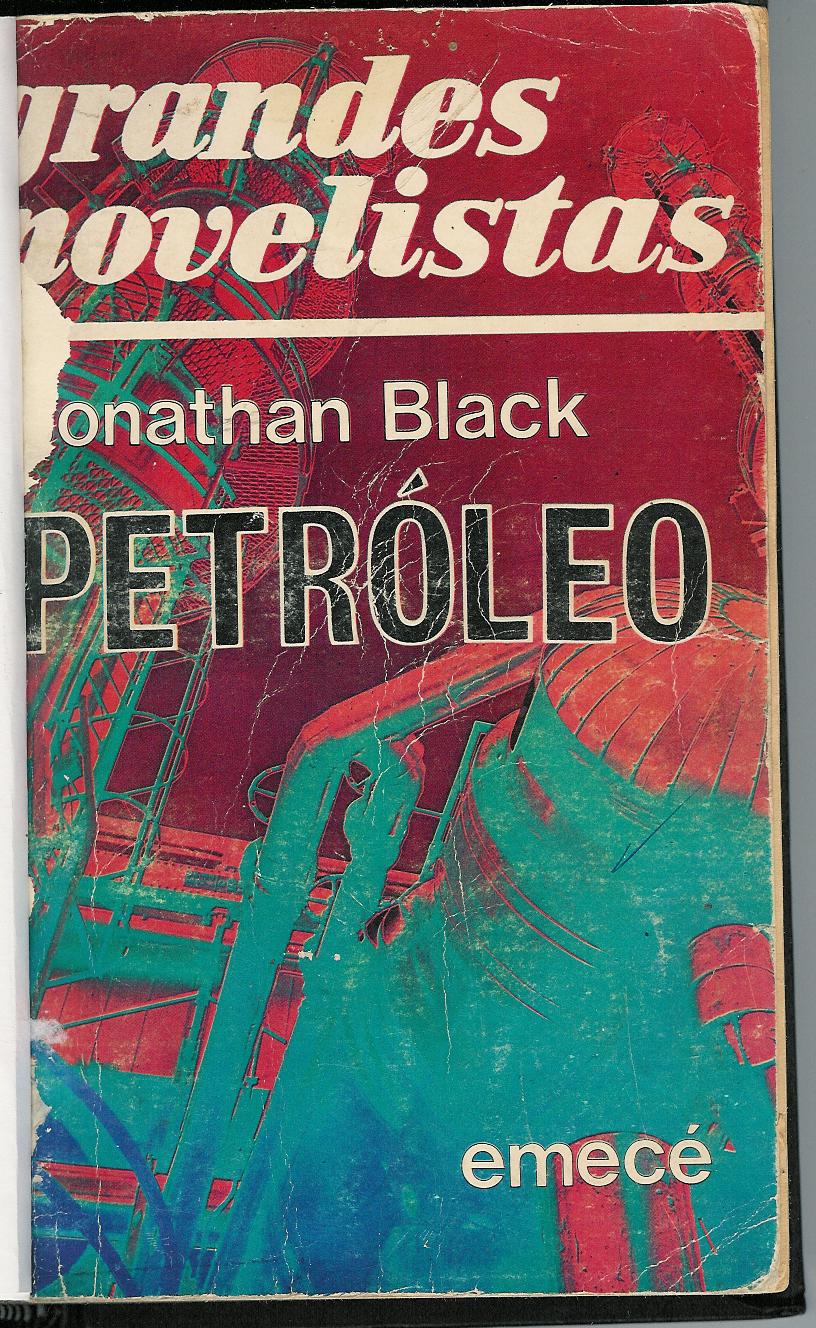 grandes
novelistas
onathan Black
PETRÓLEO
emecé